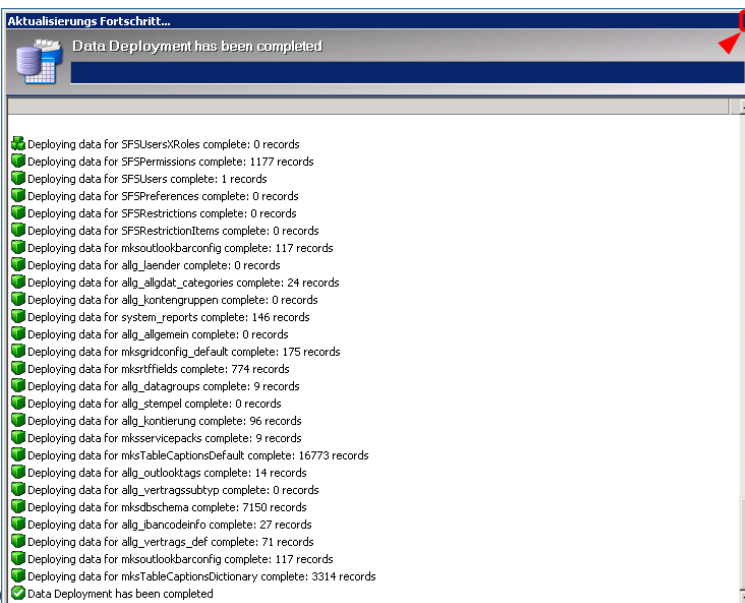 Aktualisierungs Fortschritt...
Data Deployment has been completed
Deploying data for SFSUsersXRoles complete: 0 records
Deploying data for SFSPermissions complete: 1177 records
Deploying data for SFSUsers complete: 1 records
Deploying data for SFSPreferences complete: 0 records
Deploying data for SFSRestrictions complete: 0 records
Deploying data for SFSRestrictionItems complete: 0 records
Deploying data for mksoutlookbarconfig complete: 117 records
Deploying data for allg_laender complete: 0 records
Deploying data for allg_allgdat_categories complete: 24 records
Deploying data for allg_kontengruppen complete: 0 records
Deploying data for system_reports complete: 146 records
Deploying data for allg_allgemein complete: 0 records
Deploying data for mksgridconfig_default complete: 175 records
Deploying data for mksrtffields complete: 774 records
Deploying data for allg_datagroups complete: 9 records
Deploying data for allg_stempel complete: 0 records
Deploying data for allg_kontierung complete: 96 records
Deploying data for mksservicepacks complete: 9 records
Deploying data for mksTableCaptionsDefault complete: 16773 records
Deploying data for allg_outlooktags complete: 14 records
Deploying data for allg_vertragssubtyp complete: 0 records
Deploying data for mksdbschema complete: 7150 records
Deploying data for allg_ibancodeinfo complete: 27 records
Deploying data for allg_vertrags_def complete: 71 records
Deploying data for mksoutlookbarconfig complete: 117 records
Deploying data for mksTableCaptionsDictionary complete: 3314 records
Data Deployment has been completed